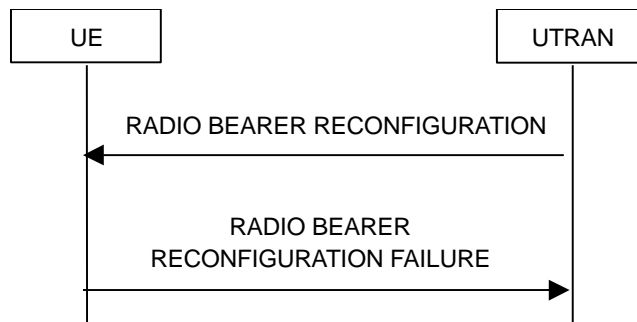 UE
UTRAN
RADIO BEARER RECONFIGURATION
RADIO BEARER
RECONFIGURATION FAILURE